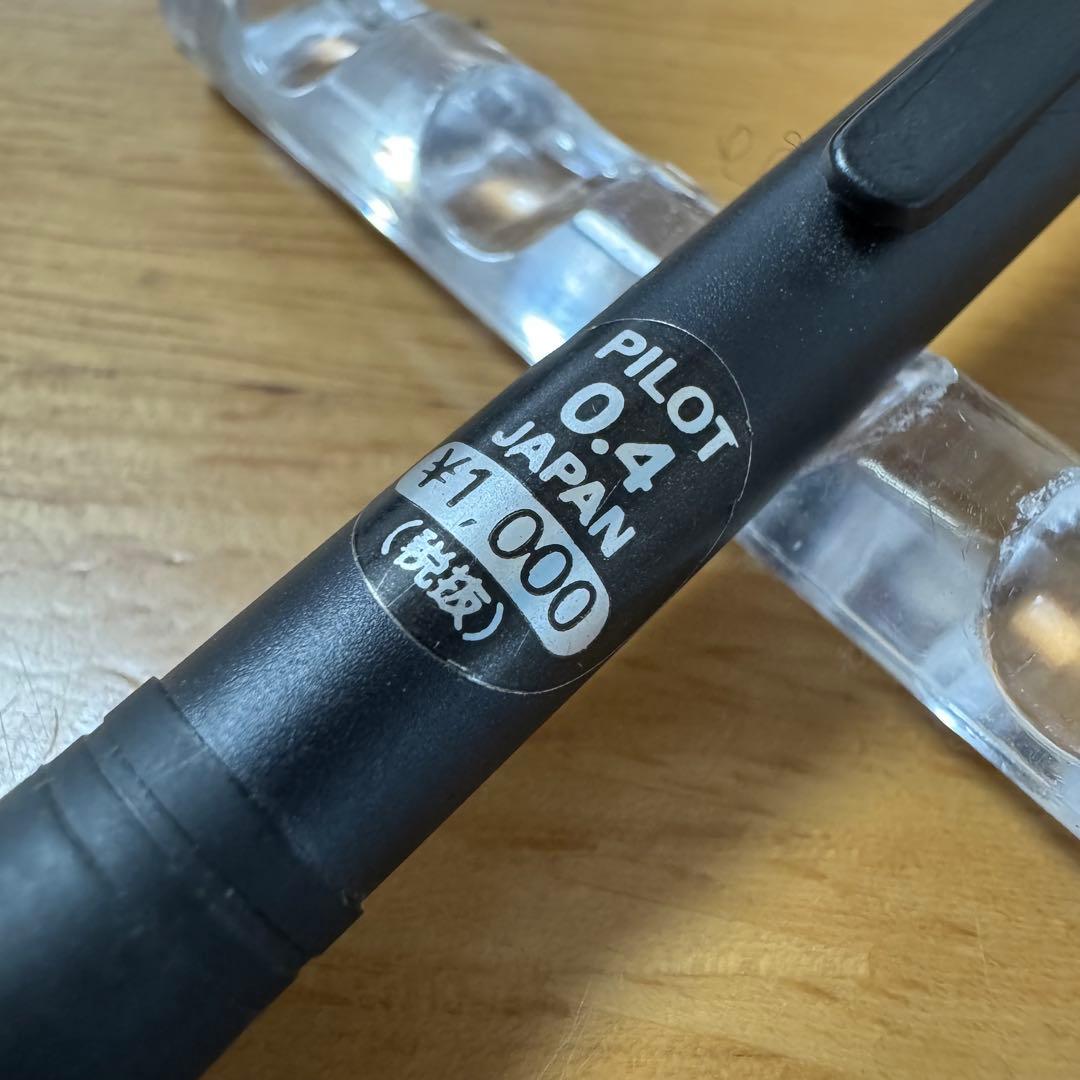 PILOT
0.4
JAPAN
¥1,000
(税抜)